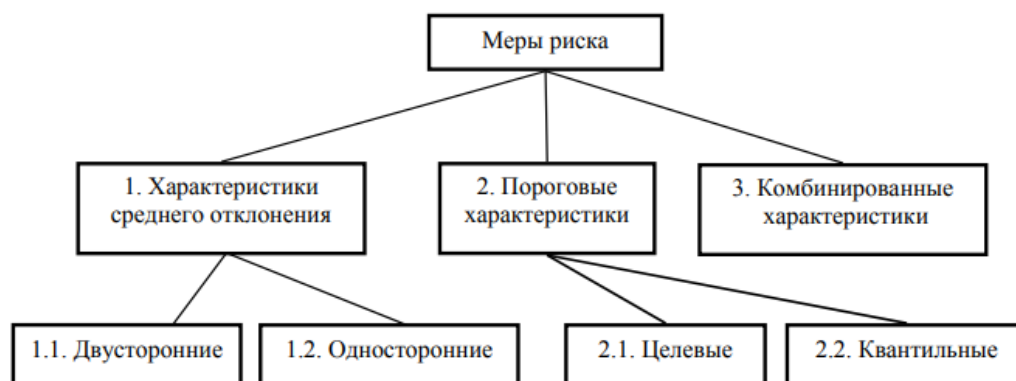 Меры риска
1. Характеристики
среднего отклонения
2. Пороговые
характеристики
3. Комбинированные
характеристики
1.1. Двусторонние
1.2. Односторонние
2.1. Целевые
2.2. Квантильные